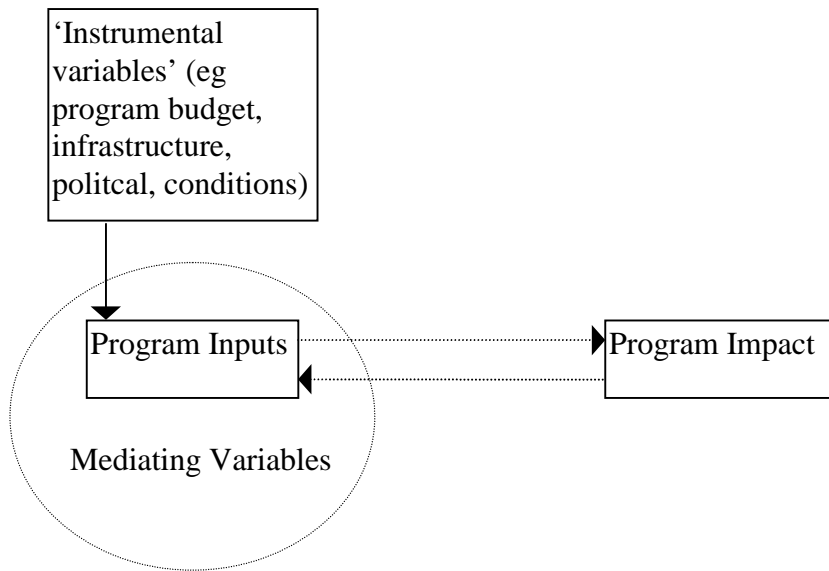 ‘Instrumental
variables’ (eg
program budget,
infrastructure,
politcal, conditions)
Program Inputs
Program Impact
Mediating Variables